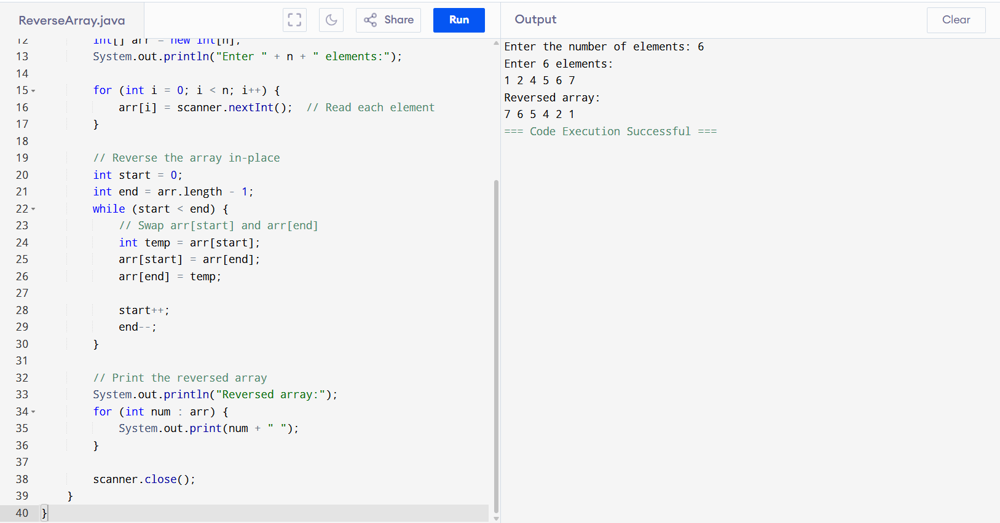 ReverseArray.java
Share
Run
Output
Clear
12 int[] arr = new int[n];
13 System.out.println("Enter " + n + " elements:");
14
15 for (int i = 0; i < n; i++) {
16 arr[i] = scanner.nextInt();  // Read each element
17 }
18
19 // Reverse the array in-place
20 int start = 0;
21 int end = arr.length - 1;
22 while (start < end) {
23 // Swap arr[start] and arr[end]
24 int temp = arr[start];
25 arr[start] = arr[end];
26 arr[end] = temp;
27
28 start++;
29 end--;
30 }
31
32 // Print the reversed array
33 System.out.println("Reversed array:");
34 for (int num : arr) {
35 System.out.print(num + " ");
36 }
37
38 scanner.close();
39 }
40 }
Enter the number of elements: 6
Enter 6 elements:
1 2 4 5 6 7
Reversed array:
7 6 5 4 2 1
=== Code Execution Successful ===